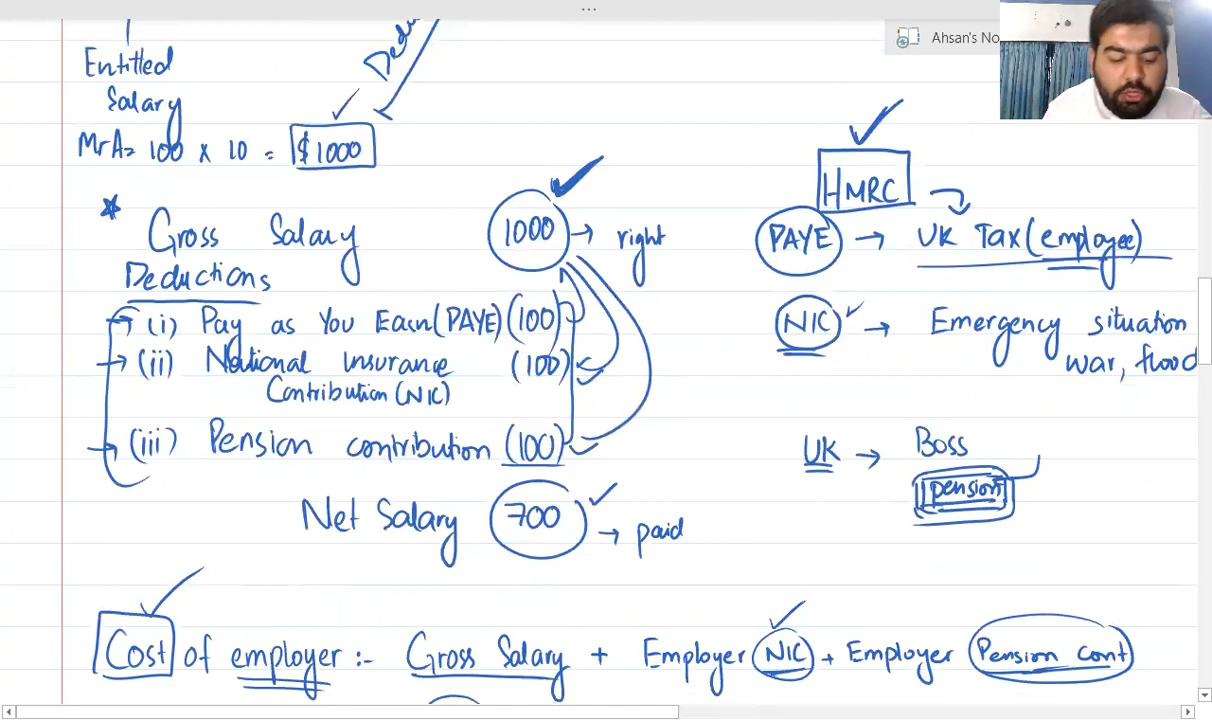 Ahsan's No
Entitled
Salary
Mr A = 100 × 10 = $1000
HMRC
Gross Salary 1000 → right
PAYE → UK Tax (employee)
Deductions
→ (i) Pay as You Earn (PAYE) (100)
NIC → Emergency situation
war, flood
→ (ii) National Insurance (100)
Contribution (NIC)
→ (iii) Pension contribution (100)
UK → Boss
pension
Net Salary 700 → paid
Cost of employer :- Gross Salary + Employer NIC + Employer Pension cont